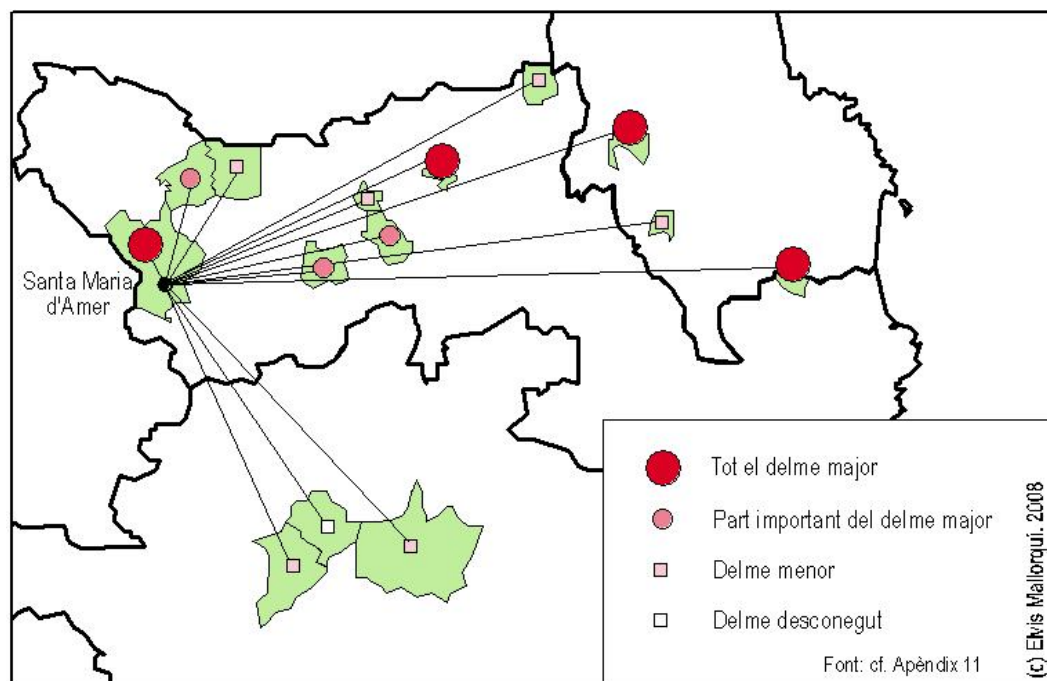 Santa Maria
d'Amer
Tot el delme major
Part important del delme major
Delme menor
Delme desconegut
Font: cf. Apèndix 11
(c) Elvis Mallorquí. 2008